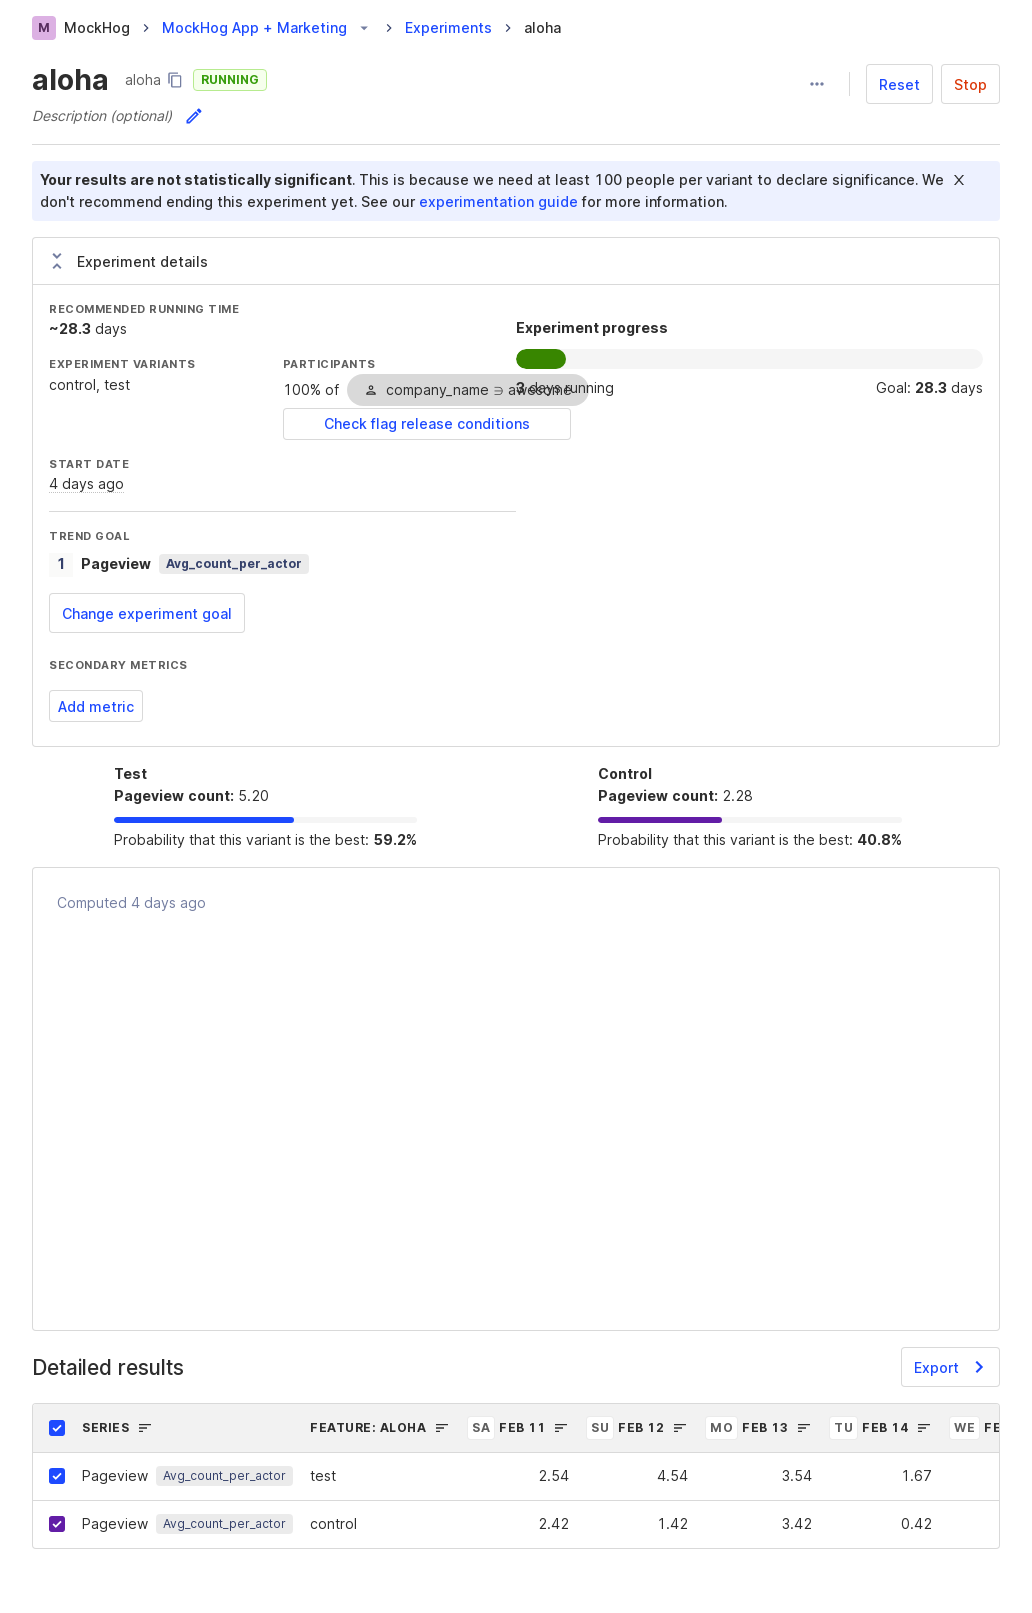 M MockHog > MockHog App + Marketing > Experiments > aloha
aloha aloha RUNNING
Reset Stop
Description (optional)
Your results are not statistically significant. This is because we need at least 100 people per variant to declare significance. We
don't recommend ending this experiment yet. See our experimentation guide for more information.
Experiment details
RECOMMENDED RUNNING TIME
~28.3 days
EXPERIMENT VARIANTS
control, test
PARTICIPANTS
100% of company_name ∋ awesome
Check flag release conditions
START DATE
4 days ago
TREND GOAL
1 Pageview Avg_count_per_actor
Change experiment goal
SECONDARY METRICS
Add metric
Experiment progress
3 days running Goal: 28.3 days
Test
Pageview count: 5.20
Probability that this variant is the best: 59.2%
Control
Pageview count: 2.28
Probability that this variant is the best: 40.8%
Computed 4 days ago
Detailed results
Export
SERIES FEATURE: ALOHA SA FEB 11 SU FEB 12 MO FEB 13 TU FEB 14 WE FE
Pageview Avg_count_per_actor test 2.54 4.54 3.54 1.67
Pageview Avg_count_per_actor control 2.42 1.42 3.42 0.42